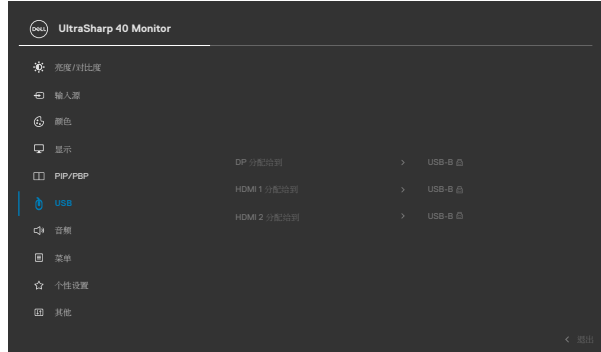 DELL UltraSharp 40 Monitor
亮度/对比度
输入源
颜色
显示
DP 分配给到 > USB-B
PIP/PBP
HDMI 1 分配给到 > USB-B
USB
HDMI 2 分配给到 > USB-B
音频
菜单
个性设置
其他
退出